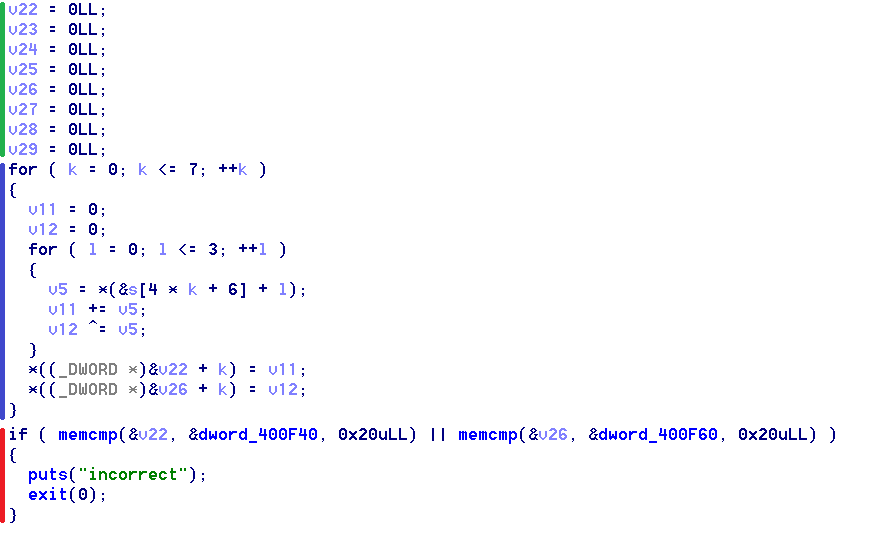 v22 = 0LL;
v23 = 0LL;
v24 = 0LL;
v25 = 0LL;
v26 = 0LL;
v27 = 0LL;
v28 = 0LL;
v29 = 0LL;
for ( k = 0; k <= 7; ++k )
{
  v11 = 0;
  v12 = 0;
  for ( l = 0; l <= 3; ++l )
  {
    v5 = *(&s[4 * k + 6] + l);
    v11 += v5;
    v12 ^= v5;
  }
  *((_DWORD *)&v22 + k) = v11;
  *((_DWORD *)&v26 + k) = v12;
}
if ( memcmp(&v22, &dword_400F40, 0x20uLL) || memcmp(&v26, &dword_400F60, 0x20uLL) )
{
  puts("incorrect");
  exit(0);
}